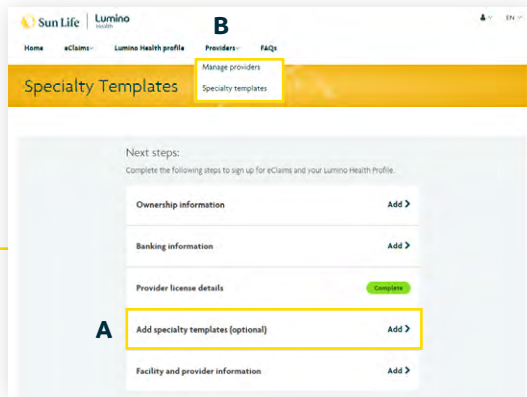 Sun Life Lumino Health
EN
B
Home eClaims Lumino Health profile Providers FAQs
Manage providers
Specialty templates
Specialty Templates
Next steps:
Complete the following steps to sign up for eClaims and your Lumino Health Profile.
Ownership information Add
Banking information Add
Provider license details Complete
A Add specialty templates (optional) Add
Facility and provider information Add